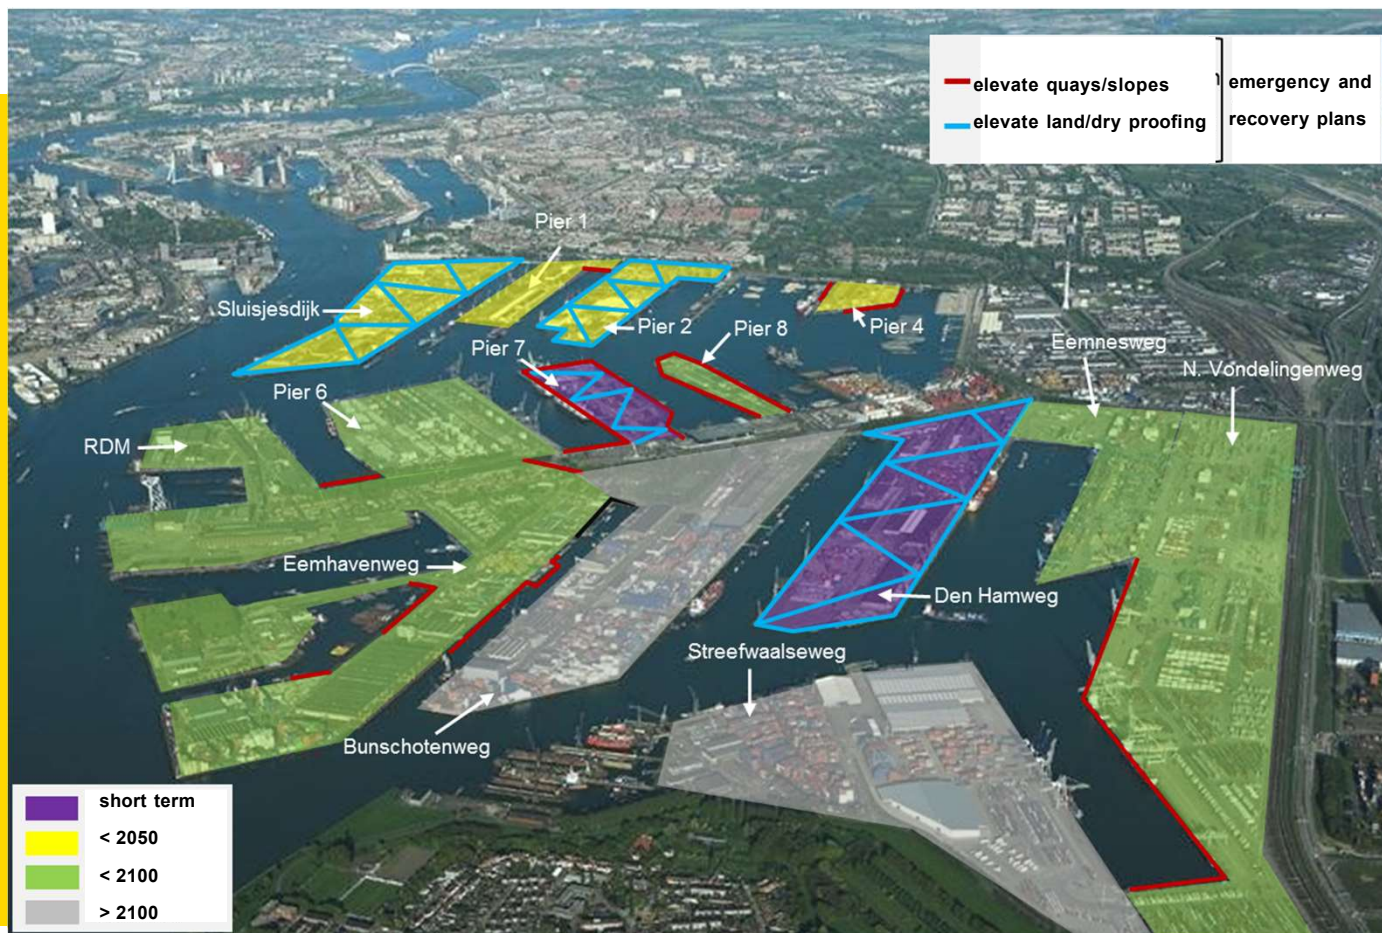 elevate quays/slopes
elevate land/dry proofing
emergency and
recovery plans
Pier 1
Sluisjesdijk
Pier 2
Pier 8
Pier 4
Pier 7
Eemnesweg
N. Vondelingenweg
Pier 6
RDM
Eemhavenweg
Den Hamweg
Streefwaalseweg
Bunschotenweg
short term
< 2050
< 2100
> 2100